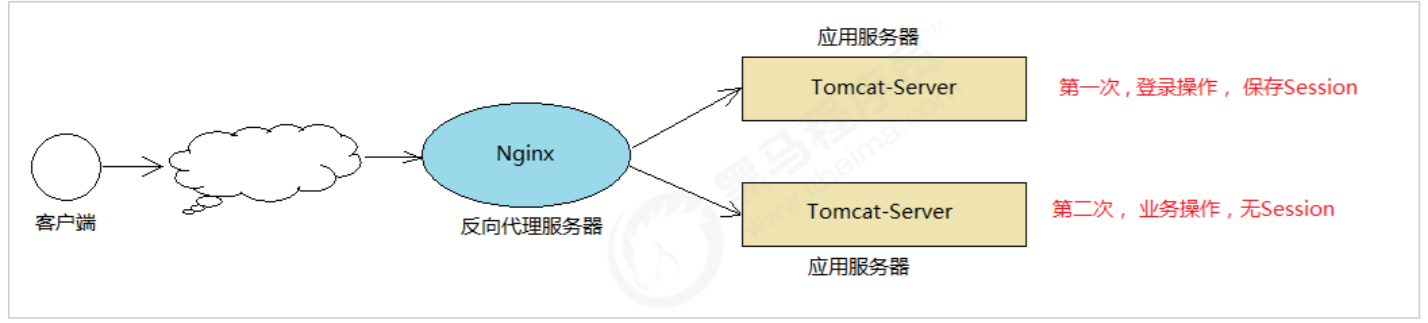 应用服务器
Tomcat-Server
第一次 , 登录操作 ， 保存Session
Nginx
客户端
反向代理服务器
Tomcat-Server
第二次 ， 业务操作 , 无Session
应用服务器
黑马程序员
www.itheima.com